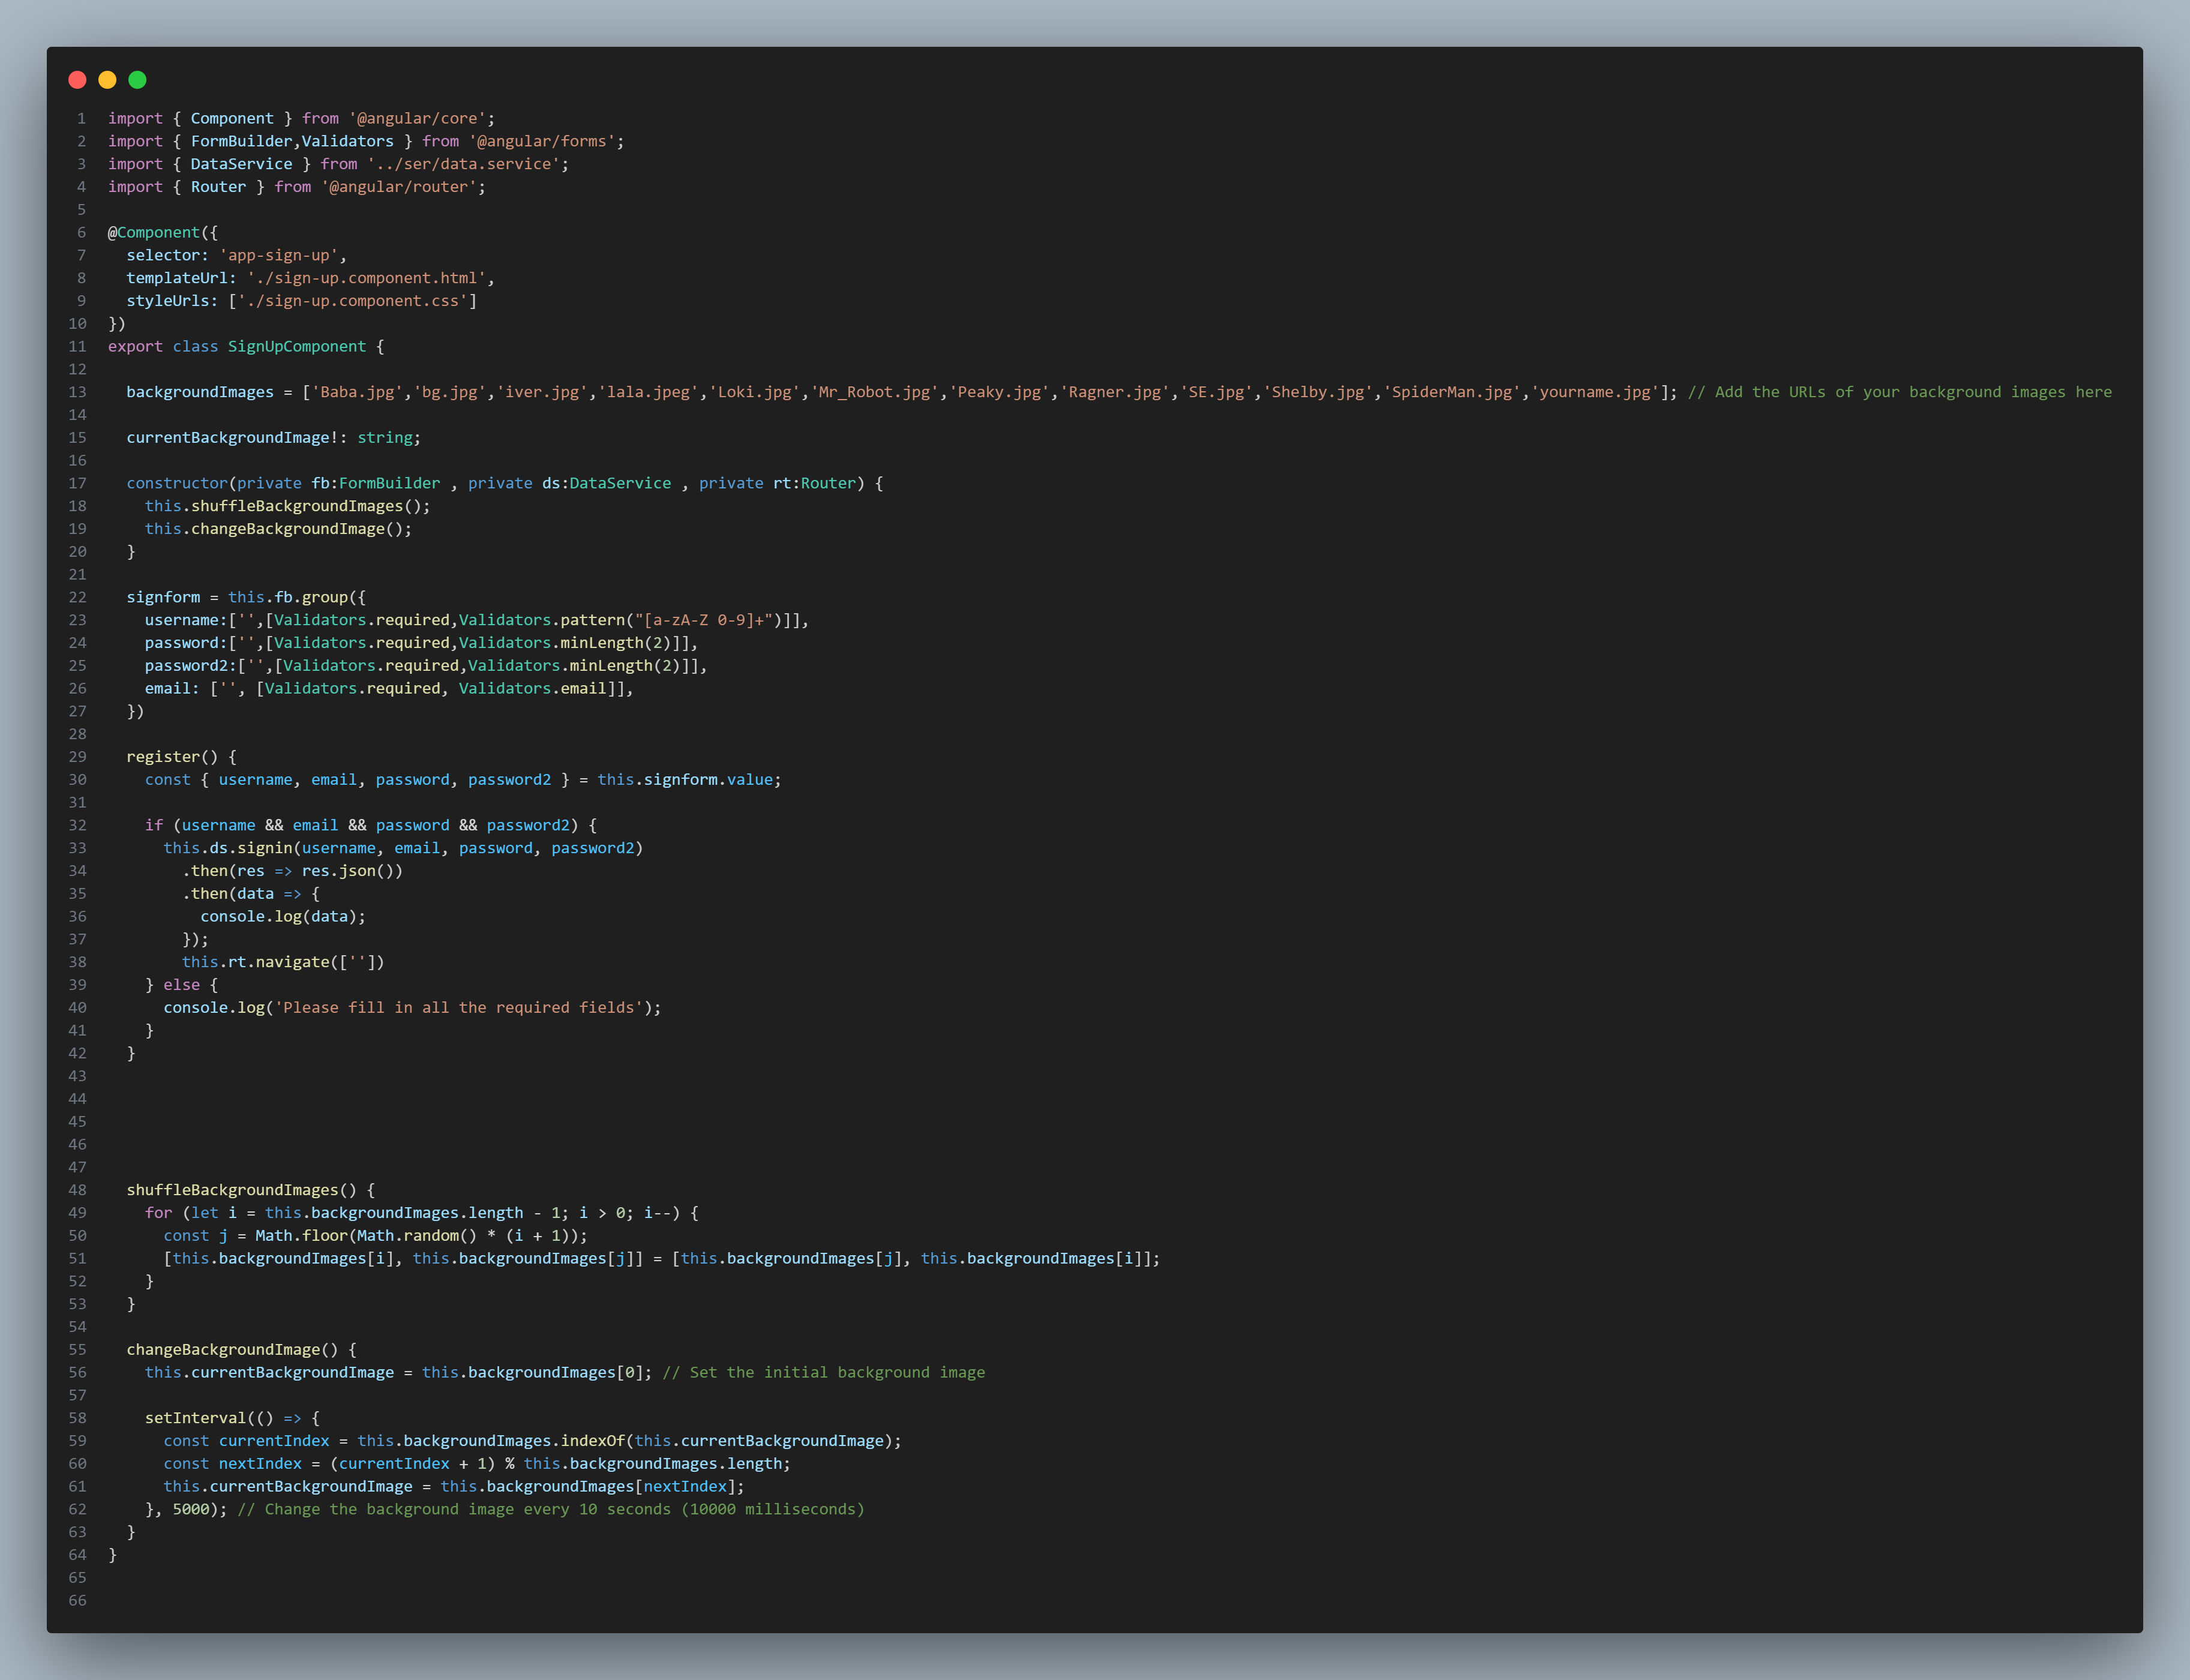 1 import { Component } from '@angular/core';
2 import { FormBuilder,Validators } from '@angular/forms';
3 import { DataService } from '../ser/data.service';
4 import { Router } from '@angular/router';
5
6 @Component({
7   selector: 'app-sign-up',
8   templateUrl: './sign-up.component.html',
9   styleUrls: ['./sign-up.component.css']
10 })
11 export class SignUpComponent {
12
13   backgroundImages = ['Baba.jpg','bg.jpg','iver.jpg','lala.jpeg','Loki.jpg','Mr_Robot.jpg','Peaky.jpg','Ragner.jpg','SE.jpg','Shelby.jpg','SpiderMan.jpg','yourname.jpg']; // Add the URLs of your background images here
14
15   currentBackgroundImage!: string;
16
17   constructor(private fb:FormBuilder , private ds:DataService , private rt:Router) {
18     this.shuffleBackgroundImages();
19     this.changeBackgroundImage();
20   }
21
22   signform = this.fb.group({
23     username:['',[Validators.required,Validators.pattern("[a-zA-Z 0-9]+")]],
24     password:['',[Validators.required,Validators.minLength(2)]],
25     password2:['',[Validators.required,Validators.minLength(2)]],
26     email: ['', [Validators.required, Validators.email]],
27   })
28
29   register() {
30     const { username, email, password, password2 } = this.signform.value;
31
32     if (username && email && password && password2) {
33       this.ds.signin(username, email, password, password2)
34         .then(res => res.json())
35         .then(data => {
36           console.log(data);
37         });
38         this.rt.navigate([''])
39     } else {
40       console.log('Please fill in all the required fields');
41     }
42   }
43
44
45
46
47
48   shuffleBackgroundImages() {
49     for (let i = this.backgroundImages.length - 1; i > 0; i--) {
50       const j = Math.floor(Math.random() * (i + 1));
51       [this.backgroundImages[i], this.backgroundImages[j]] = [this.backgroundImages[j], this.backgroundImages[i]];
52     }
53   }
54
55   changeBackgroundImage() {
56     this.currentBackgroundImage = this.backgroundImages[0]; // Set the initial background image
57
58     setInterval(() => {
59       const currentIndex = this.backgroundImages.indexOf(this.currentBackgroundImage);
60       const nextIndex = (currentIndex + 1) % this.backgroundImages.length;
61       this.currentBackgroundImage = this.backgroundImages[nextIndex];
62     }, 5000); // Change the background image every 10 seconds (10000 milliseconds)
63   }
64 }
65
66